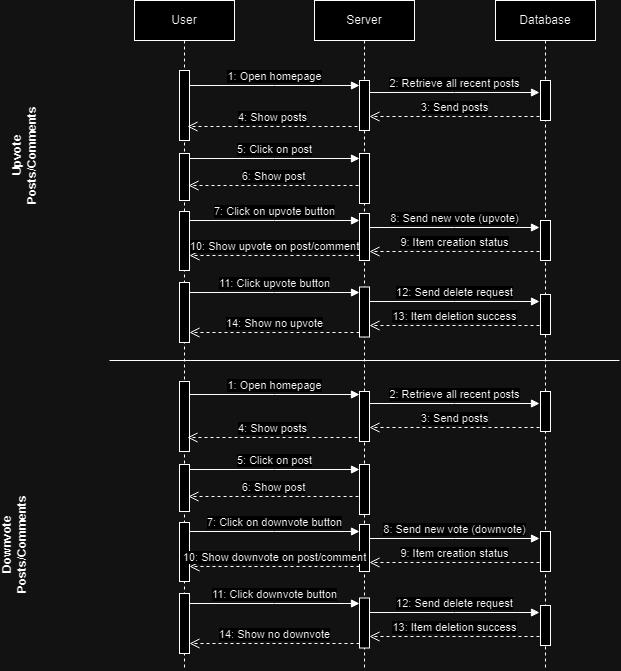 User
Server
Database
Upvote
Posts/Comments
1: Open homepage
2: Retrieve all recent posts
3: Send posts
4: Show posts
5: Click on post
6: Show post
7: Click on upvote button
8: Send new vote (upvote)
9: Item creation status
10: Show upvote on post/comment
11: Click upvote button
12: Send delete request
13: Item deletion success
14: Show no upvote
Downvote
Posts/Comments
1: Open homepage
2: Retrieve all recent posts
3: Send posts
4: Show posts
5: Click on post
6: Show post
7: Click on downvote button
8: Send new vote (downvote)
9: Item creation status
10: Show downvote on post/comment
11: Click downvote button
12: Send delete request
13: Item deletion success
14: Show no downvote